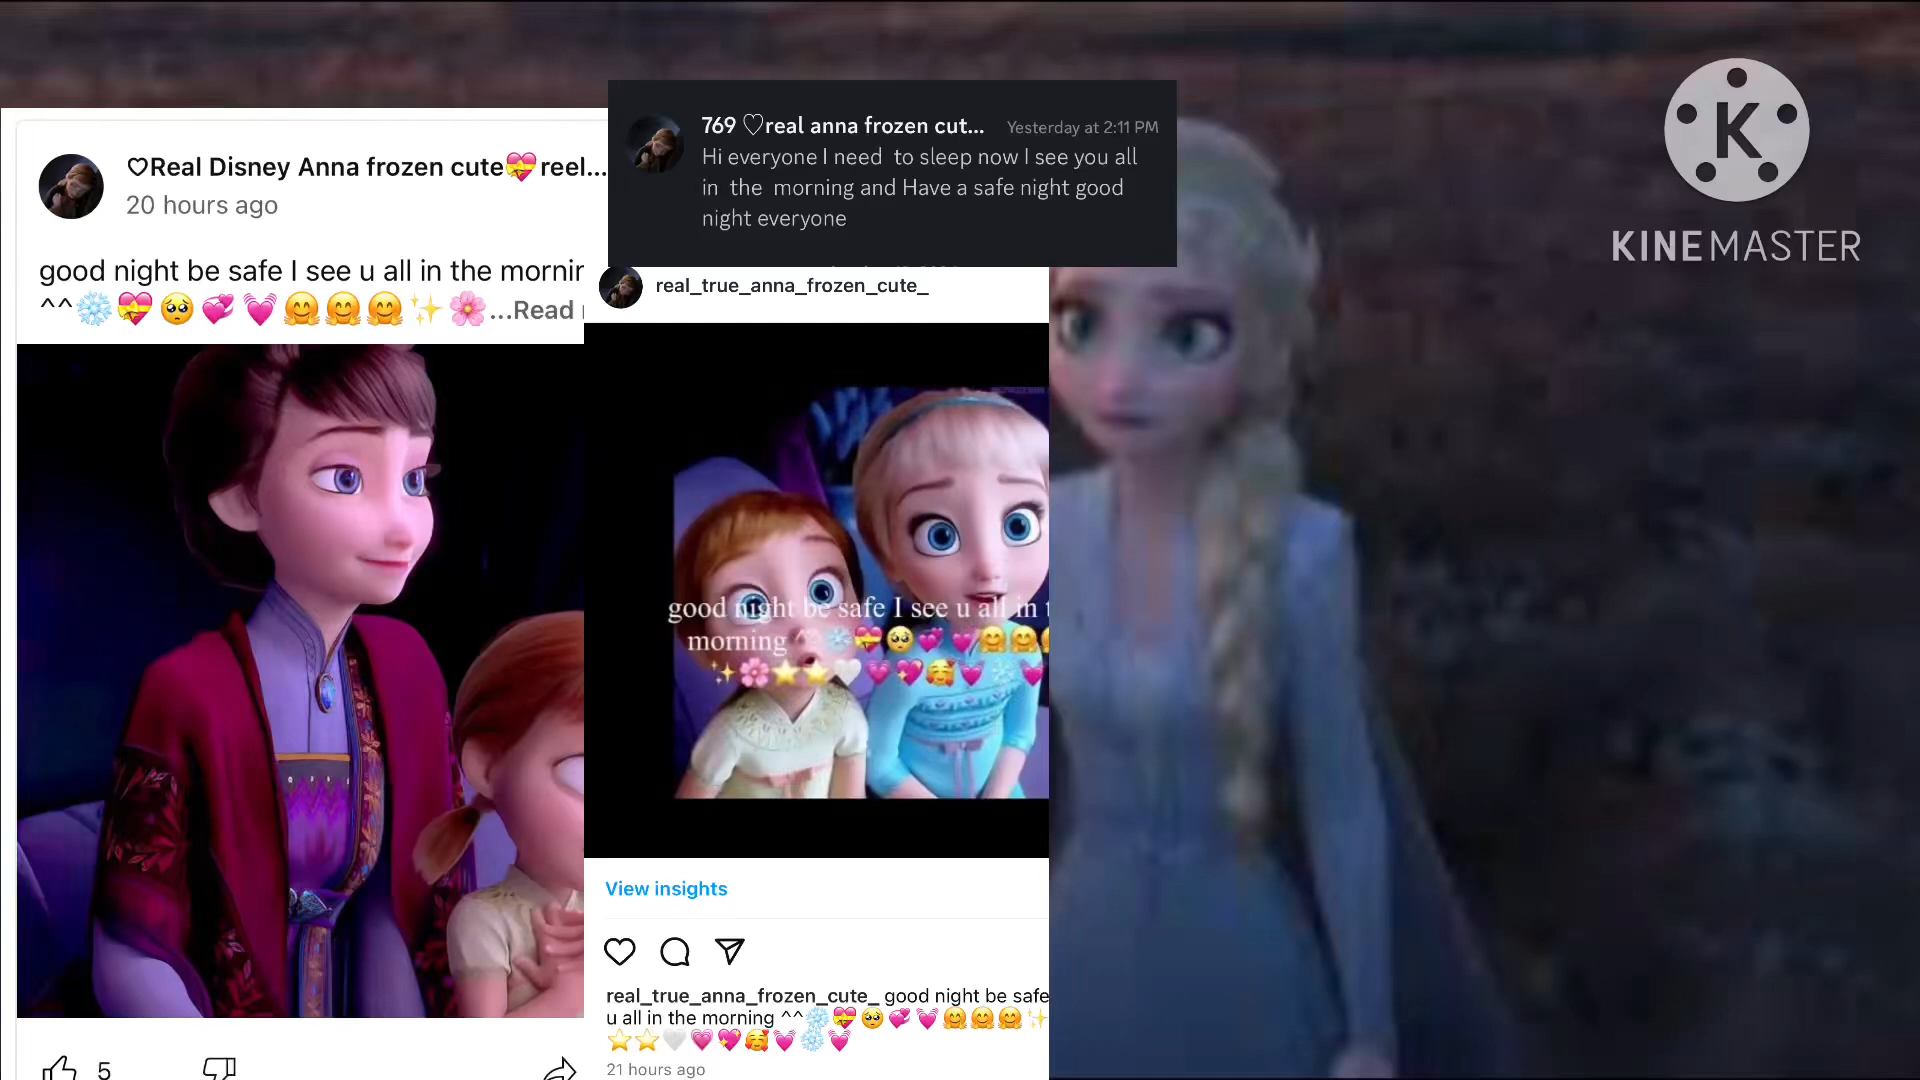 ♡Real Disney Anna frozen cute💝reel...
20 hours ago
good night be safe I see u all in the mornin
^^❄️💝🥺💞💓🤗🤗🤗✨🌸...Read
5
769 ♡real anna frozen cut... Yesterday at 2:11 PM
Hi everyone I need to sleep now I see you all
in the morning and Have a safe night good
night everyone
real_true_anna_frozen_cute_
good night be safe I see u all in
morning ^^❄️💝🥺💞💓🤗🤗
✨🌸⭐⭐🤍💗💖🥰💓❄️💓
View insights
real_true_anna_frozen_cute_ good night be safe
u all in the morning ^^❄️💝🥺💞💓🤗🤗🤗✨
⭐⭐🤍💗💖🥰💓❄️💓
21 hours ago
K
KINEMASTER